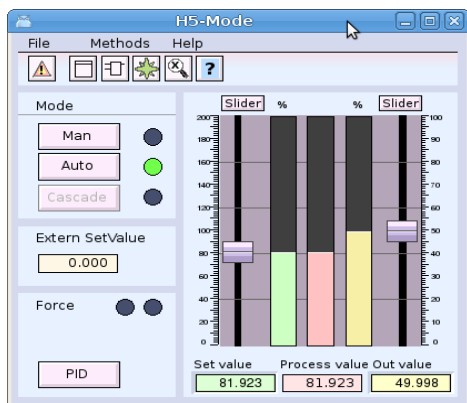 H5-Mode
File Methods Help
?
Mode
Man
Auto
Cascade
Extern SetValue
0.000
Force
PID
Slider % % Slider
200 100
180 90
160 80
140 70
120 60
100 50
80 40
60 30
40 20
20 10
0 0
Set value Process value Out value
81.923 81.923 49.998